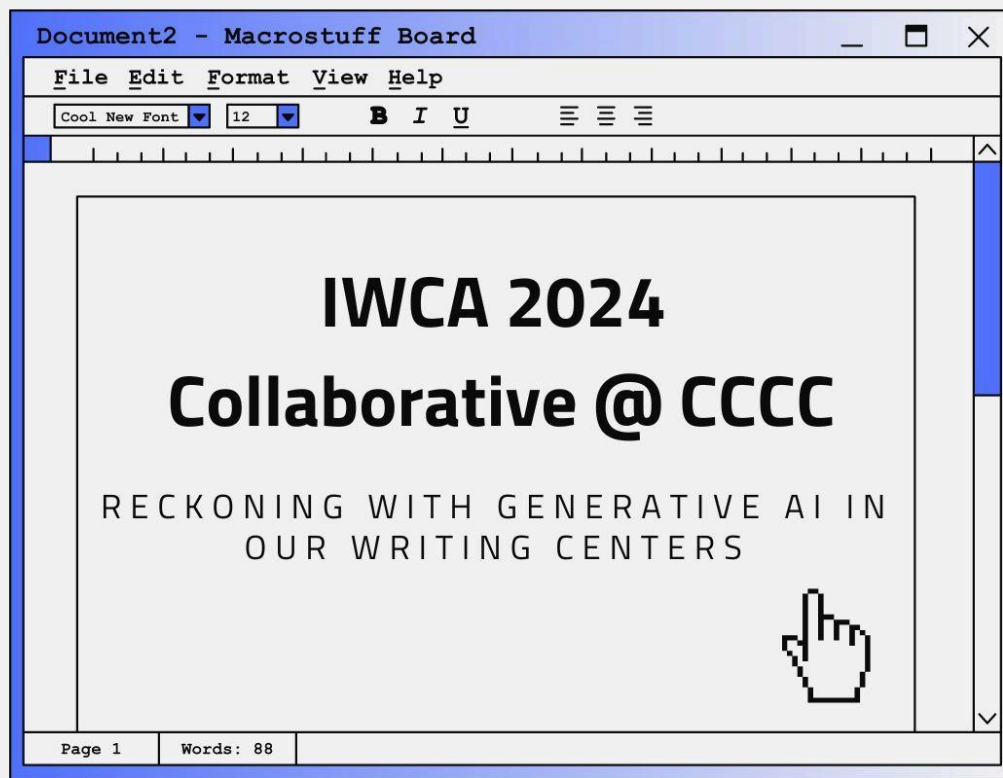 Document2 - Macrostuff Board
File Edit Format View Help
Cool New Font 12 B I U
IWCA 2024
Collaborative @ CCCC
RECKONING WITH GENERATIVE AI IN
OUR WRITING CENTERS
Page 1 Words: 88